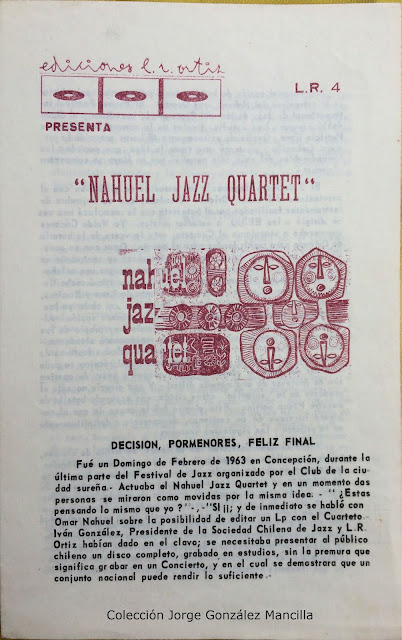 ediciones l. r. ortiz
L.R. 4
PRESENTA
"NAHUEL JAZZ QUARTET"
nahuel
jazz
quartet
DECISION, PORMENORES, FELIZ FINAL
Fué un Domingo de Febrero de 1963 en Concepción, durante la
última parte del Festival de Jazz organizado por el Club de la ciu
dad sureña.- Actuaba el Nahuel Jazz Quartet y en un momento dos
personas se miraron como movidas por la misma idea. - " ¿Estas
pensando lo mismo que yo ?"-,-"SI ¡¡; y de inmediato se habló con
Omar Nahuel sobre la posibilidad de editar un Lp con el Cuarteto
Iván González, Presidente de la Sociedad Chilena de Jazz y L.R.
Ortiz habían dado en el clavo; se necesitaba presentar al público
chileno un disco completo, grabado en estudios, sin la premura que
significa grabar en un Concierto, y en el cual se demostrara que un
conjunto nacional puede rendir lo suficiente.
Colección Jorge González Mancilla